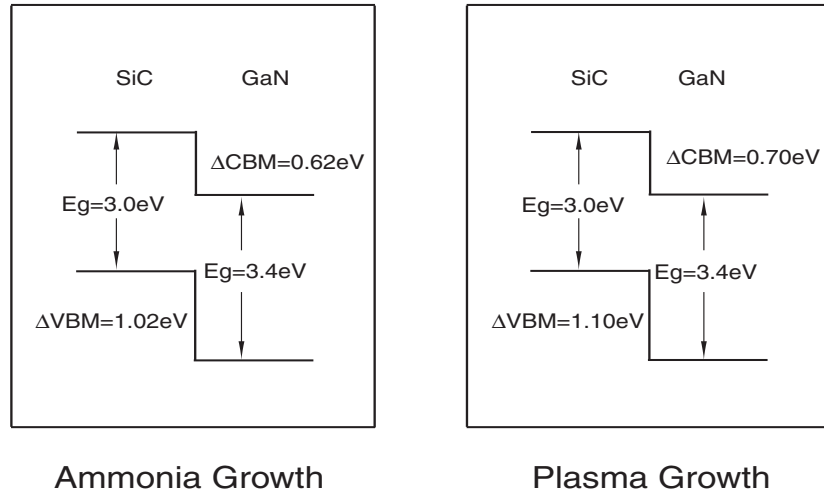 SiC GaN
ΔCBM=0.62eV
Eg=3.0eV
Eg=3.4eV
ΔVBM=1.02eV
Ammonia Growth
SiC GaN
ΔCBM=0.70eV
Eg=3.0eV
Eg=3.4eV
ΔVBM=1.10eV
Plasma Growth